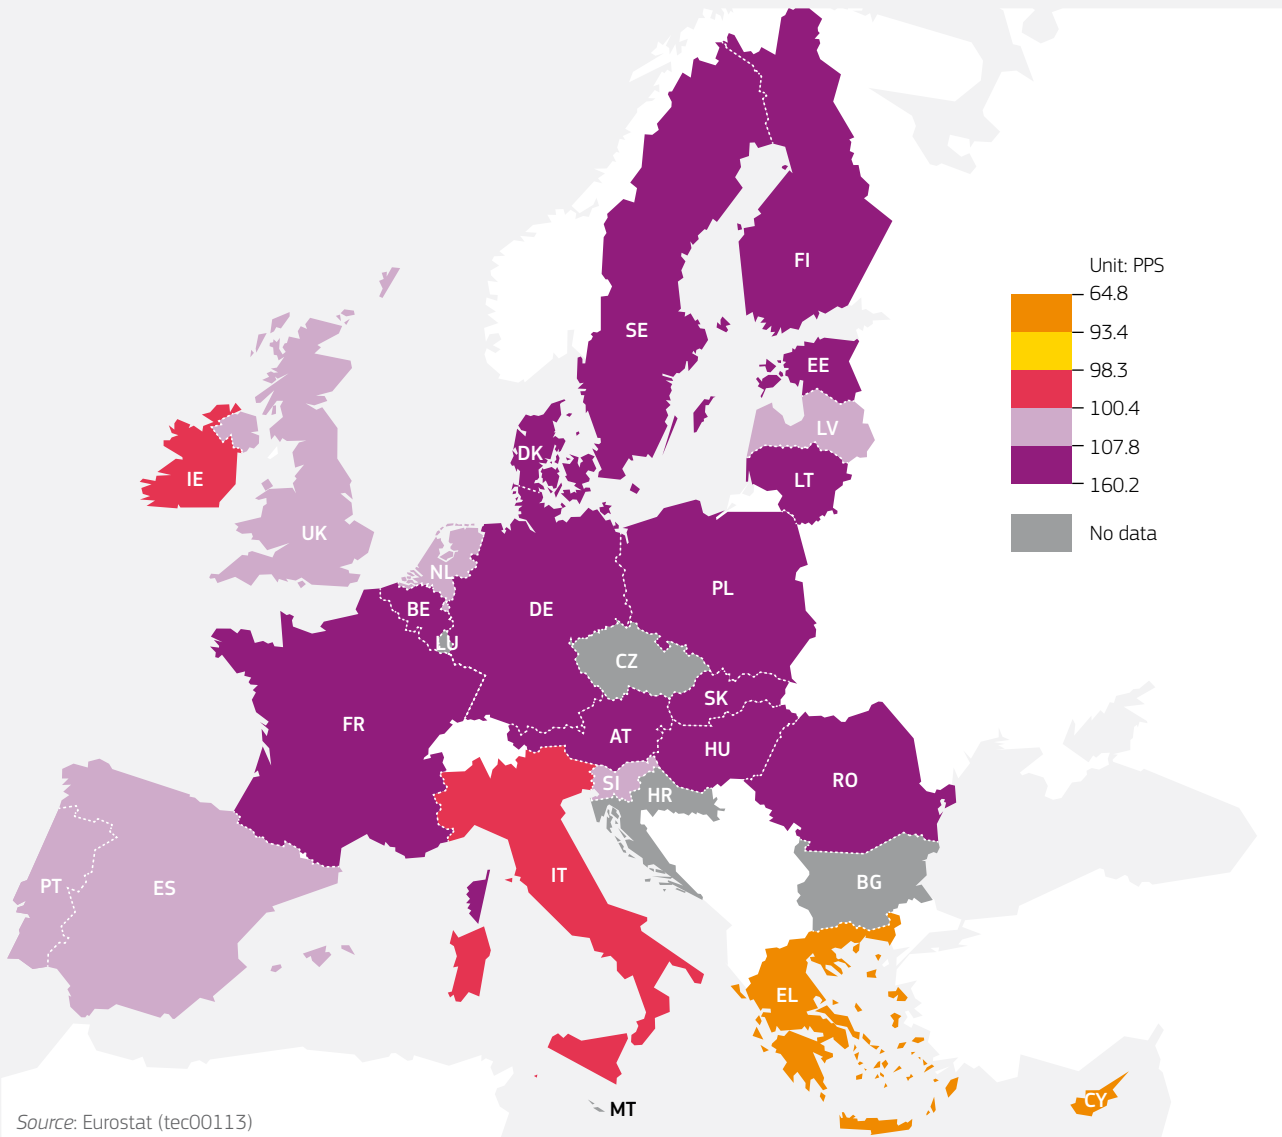 FI
Unit: PPS
64.8
SE
93.4
EE
98.3
100.4
LV
107.8
DK
IE
LT
160.2
UK
No data
NL
PL
BE
DE
LU
CZ
SK
FR
AT
HU
RO
SI
HR
IT
BG
PT
ES
EL
CY
MT
Source: Eurostat (tec00113)